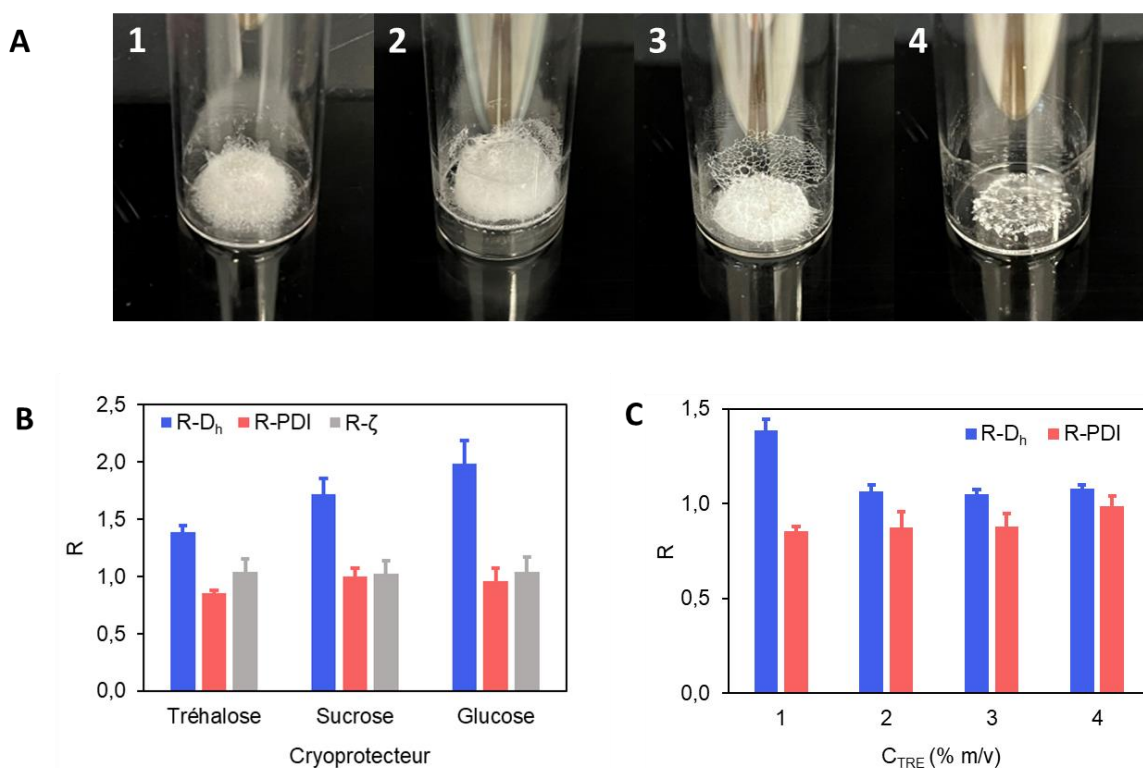 A
1 2 3 4
B
R-Dₕ R-PDI R-ζ
2,5
2,0
1,5
1,0
0,5
0,0
R
Tréhalose Sucrose Glucose
Cryoprotecteur
C
R-Dₕ R-PDI
1,5
1,0
0,5
0,0
R
1 2 3 4
C_TRE (% m/v)